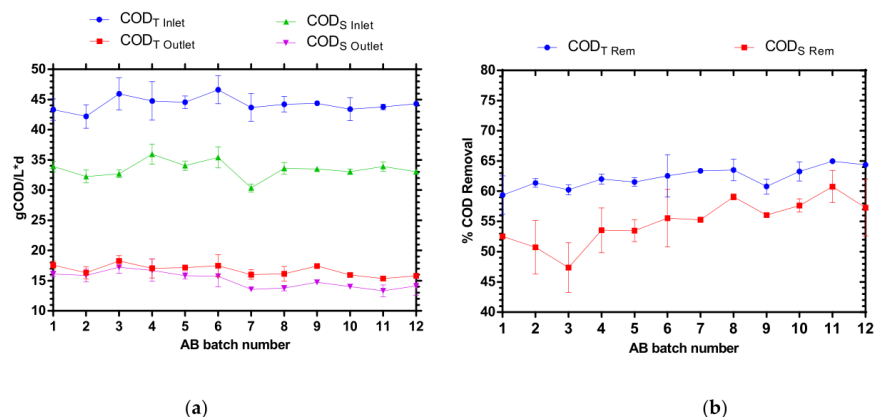 COD_T Inlet COD_S Inlet
COD_T Outlet COD_S Outlet
gCOD/L*d
50
45
40
35
30
25
20
15
10
1 2 3 4 5 6 7 8 9 10 11 12
AB batch number
(a)
COD_T Rem COD_S Rem
% COD Removal
80
75
70
65
60
55
50
45
40
1 2 3 4 5 6 7 8 9 10 11 12
AB batch number
(b)